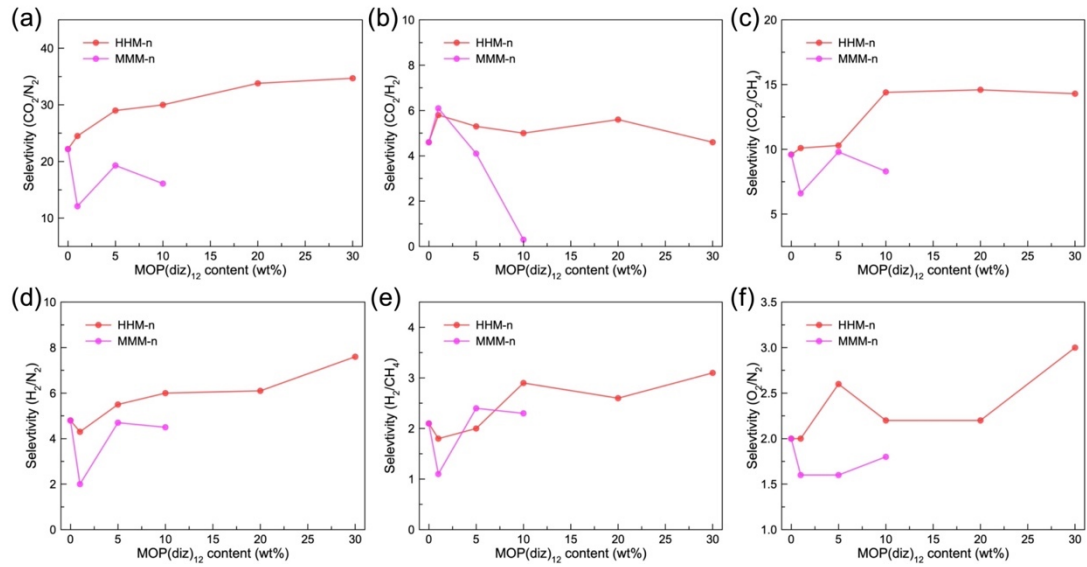 (a)
Selevtivity (CO2/N2)
40
30
20
10
HHM-n
MMM-n
0 5 10 15 20 25 30
MOP(diz)12 content (wt%)
(b)
Selevtivity (CO2/H2)
10
8
6
4
2
0
HHM-n
MMM-n
0 5 10 15 20 25 30
MOP(diz)12 content (wt%)
(c)
Selevtivity (CO2/CH4)
20
15
10
5
HHM-n
MMM-n
0 5 10 15 20 25 30
MOP(diz)12 content (wt%)
(d)
Selevtivity (H2/N2)
10
8
6
4
2
0
HHM-n
MMM-n
0 5 10 15 20 25 30
MOP(diz)12 content (wt%)
(e)
Selevtivity (H2/CH4)
4
3
2
1
0
HHM-n
MMM-n
0 5 10 15 20 25 30
MOP(diz)12 content (wt%)
(f)
Selevtivity (O2/N2)
3.5
3.0
2.5
2.0
1.5
1.0
HHM-n
MMM-n
0 5 10 15 20 25 30
MOP(diz)12 content (wt%)